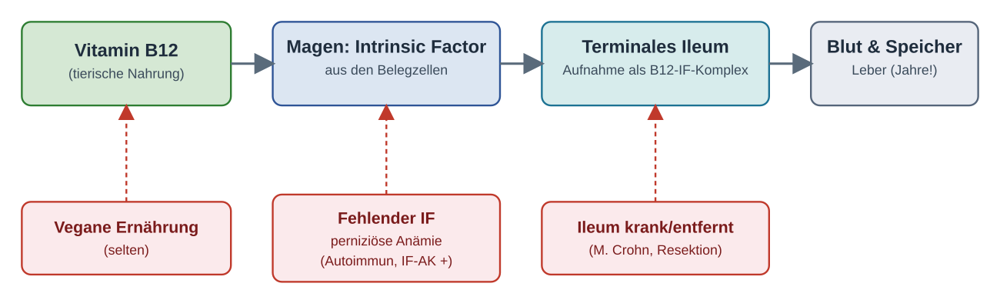 Vitamin B12
(tierische Nahrung)
Magen: Intrinsic Factor
aus den Belegzellen
Terminales Ileum
Aufnahme als B12-IF-Komplex
Blut & Speicher
Leber (Jahre!)
Vegane Ernährung
(selten)
Fehlender IF
perniziöse Anämie
(Autoimmun, IF-AK +)
Ileum krank/entfernt
(M. Crohn, Resektion)